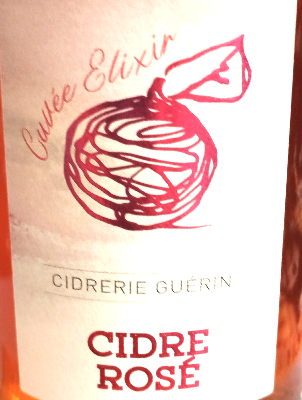 Cuvée Elixir
CIDRERIE GUÉRIN
CIDRE
ROSÉ